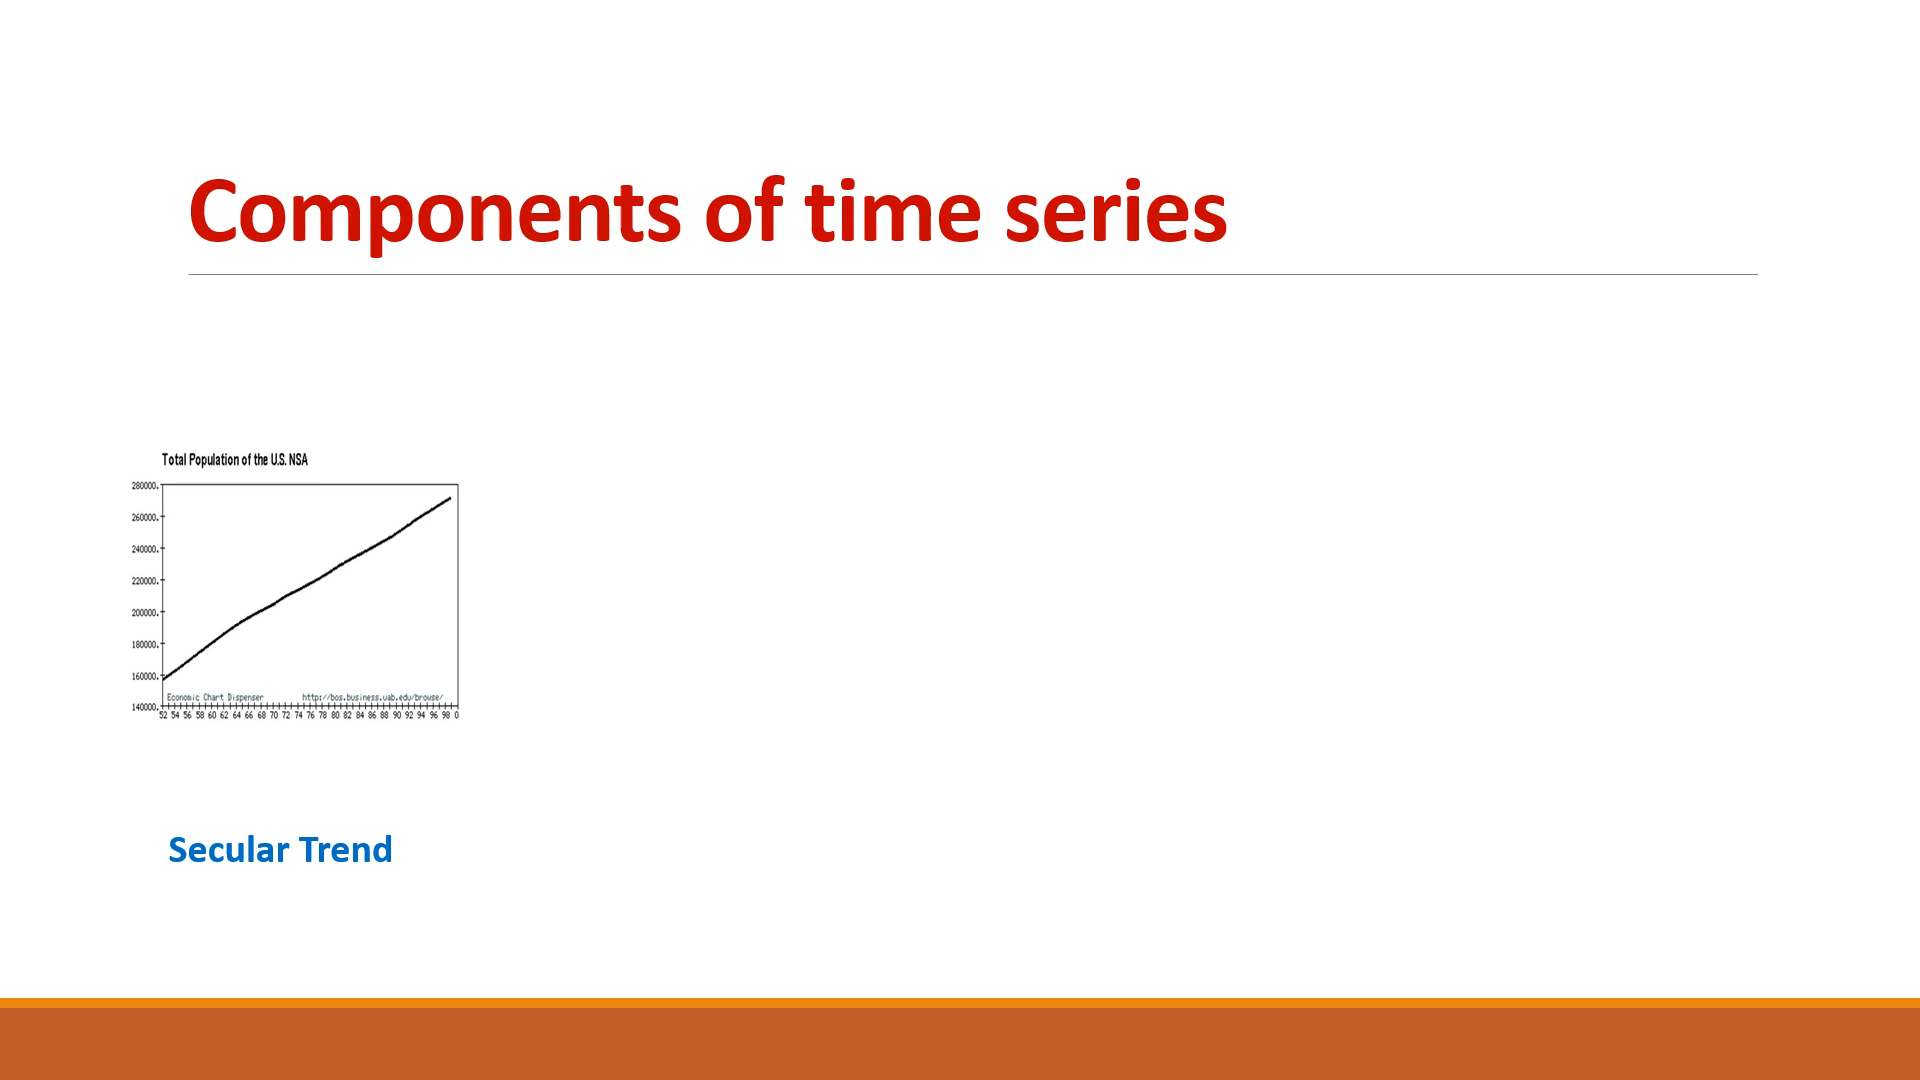 Components of time series
Total Population of the U.S. NSA
280000.
260000.
240000.
220000.
200000.
180000.
160000.
140000.
Economic Chart Dispenser http://bos.business.uab.edu/browse/
52 54 56 58 60 62 64 66 68 70 72 74 76 78 80 82 84 86 88 90 92 94 96 98 0
Secular Trend